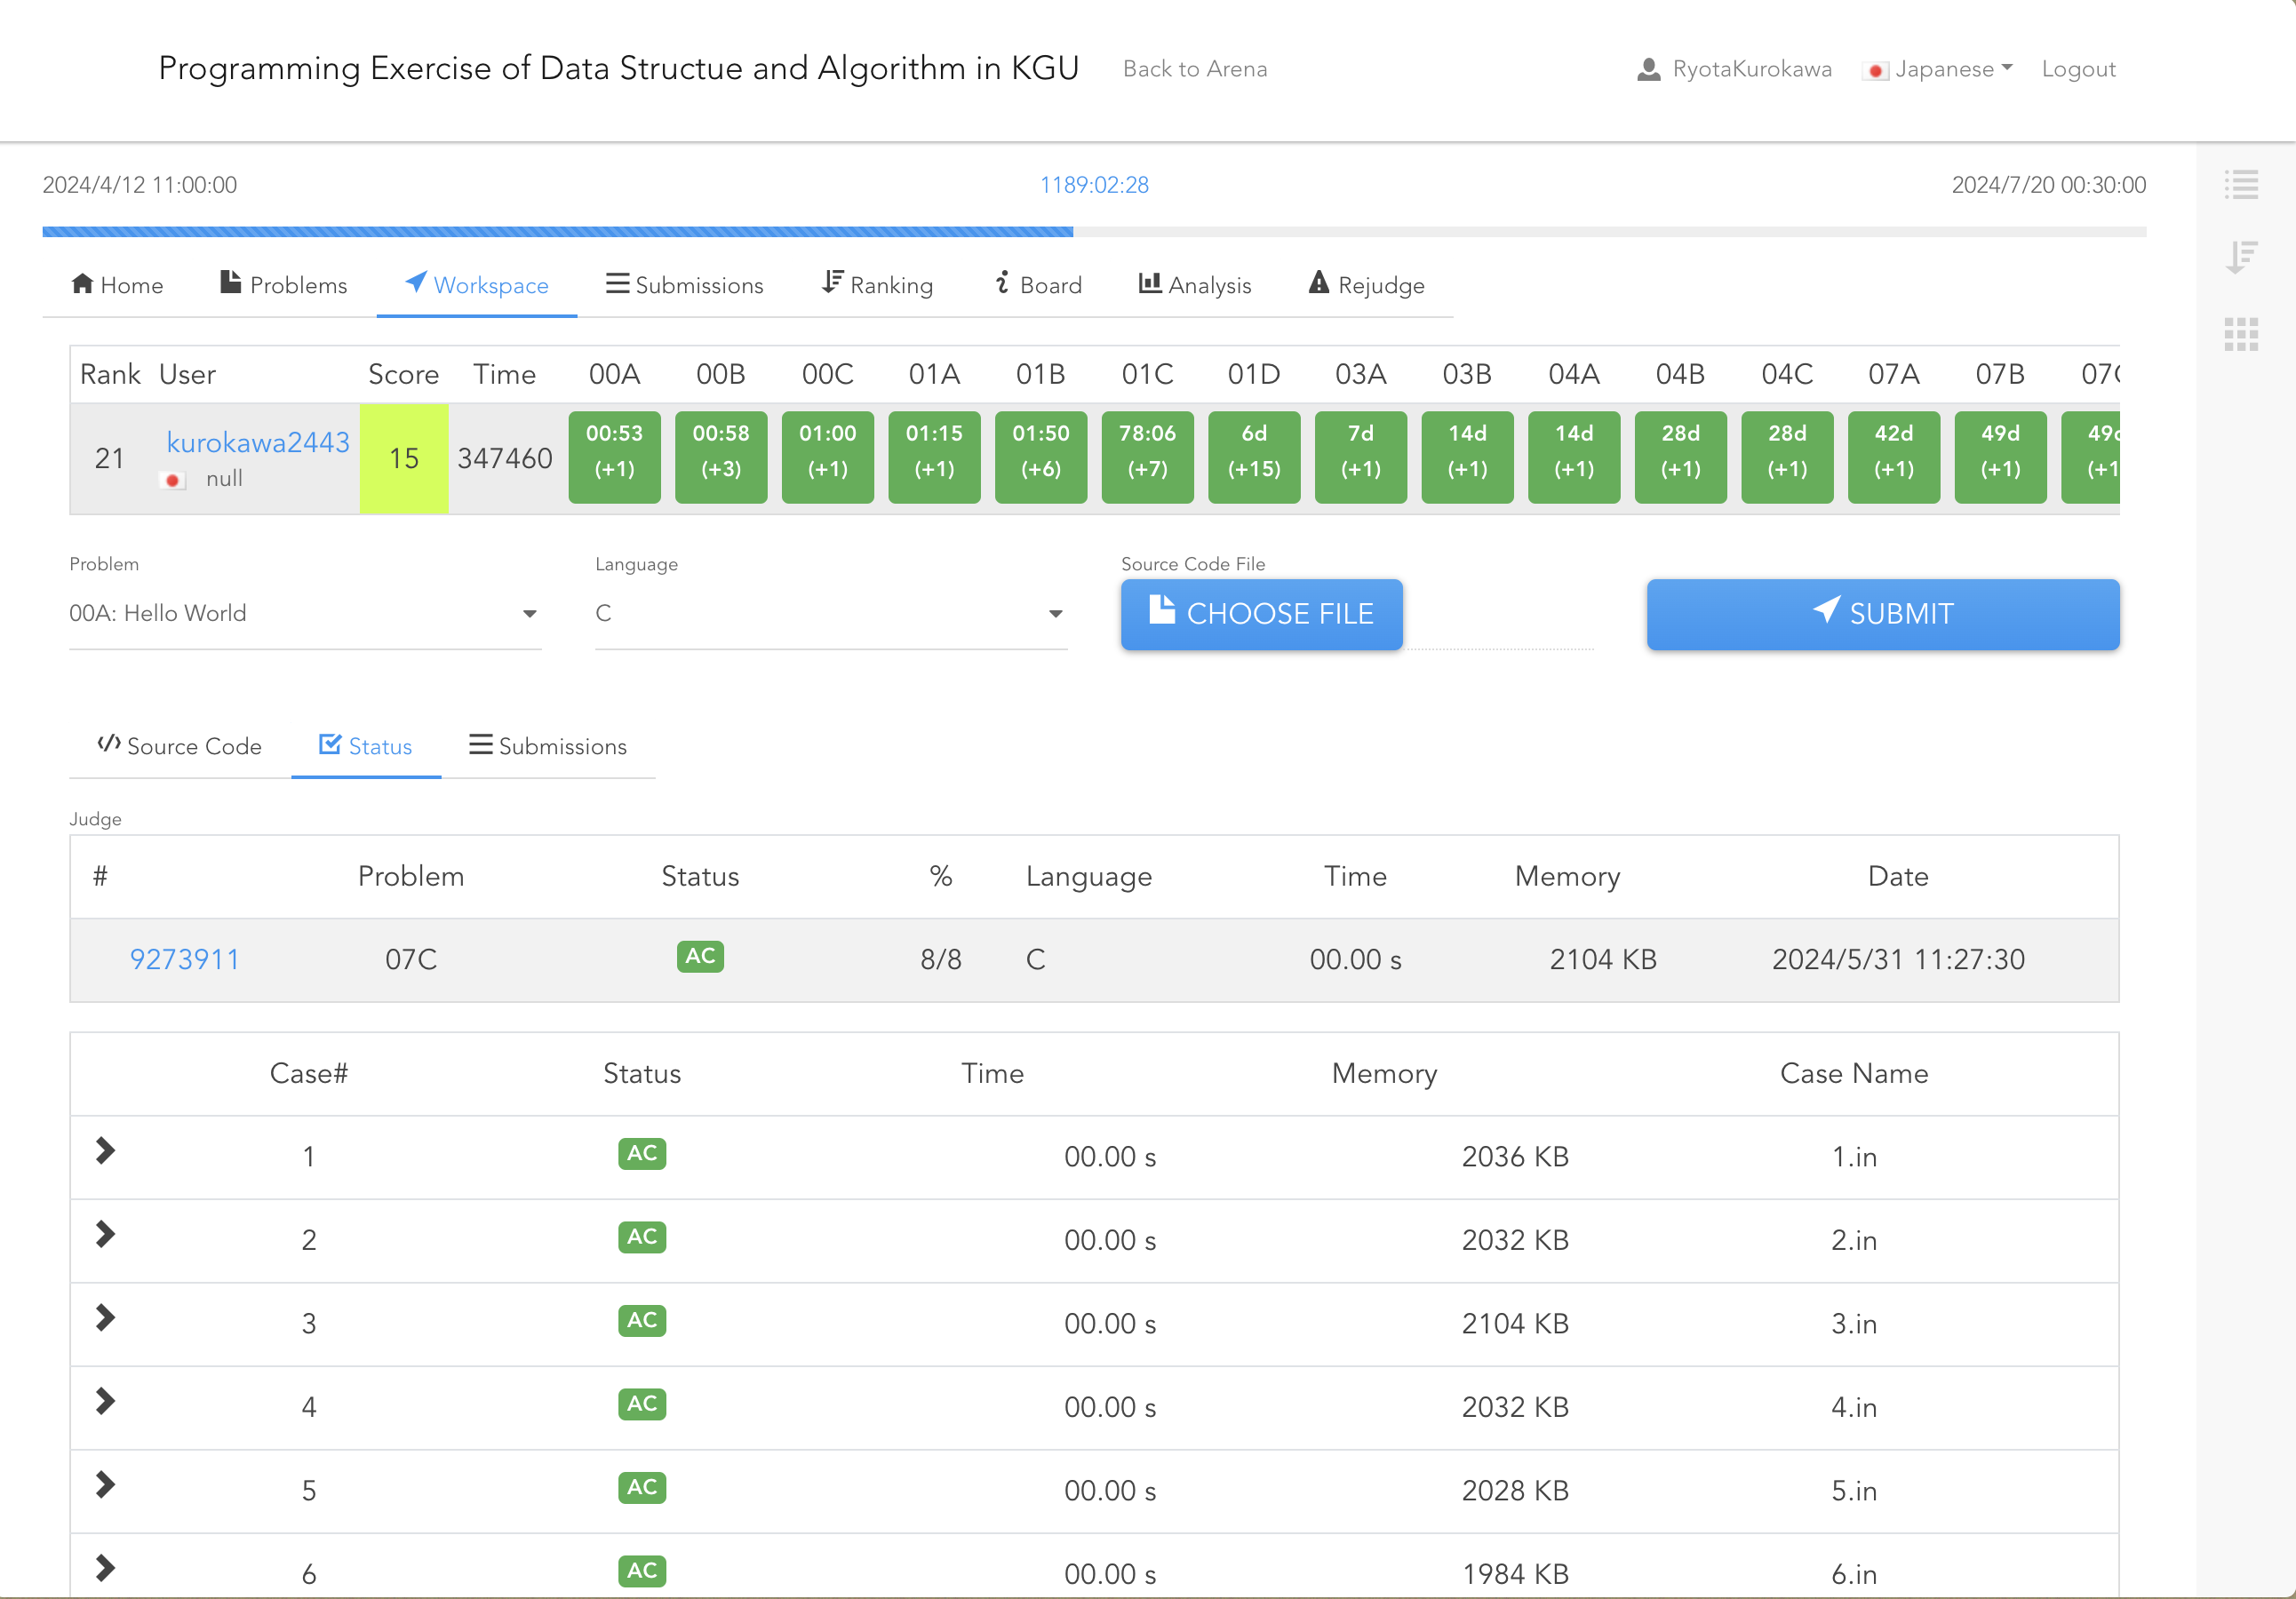 Programming Exercise of Data Structue and Algorithm in KGU Back to Arena RyotaKurokawa Japanese Logout
2024/4/12 11:00:00 1189:02:28 2024/7/20 00:30:00
Home Problems Workspace Submissions Ranking Board Analysis Rejudge
Rank User Score Time 00A 00B 00C 01A 01B 01C 01D 03A 03B 04A 04B 04C 07A 07B 07C
21 kurokawa2443 null 15 347460 00:53 (+1) 00:58 (+3) 01:00 (+1) 01:15 (+1) 01:50 (+6) 78:06 (+7) 6d (+15) 7d (+1) 14d (+1) 14d (+1) 28d (+1) 28d (+1) 42d (+1) 49d (+1) 49d (+1
Problem Language Source Code File
00A: Hello World C CHOOSE FILE SUBMIT
Source Code Status Submissions
Judge
# Problem Status % Language Time Memory Date
9273911 07C AC 8/8 C 00.00 s 2104 KB 2024/5/31 11:27:30
Case# Status Time Memory Case Name
1 AC 00.00 s 2036 KB 1.in
2 AC 00.00 s 2032 KB 2.in
3 AC 00.00 s 2104 KB 3.in
4 AC 00.00 s 2032 KB 4.in
5 AC 00.00 s 2028 KB 5.in
6 AC 00.00 s 1984 KB 6.in